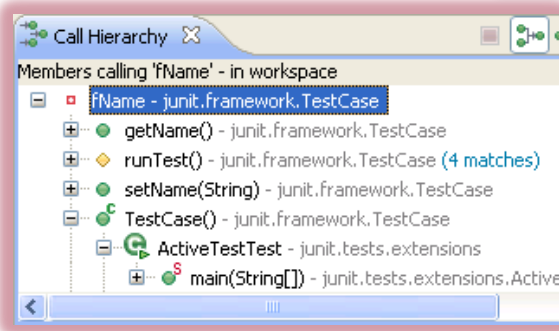 Call Hierarchy
Members calling 'fName' - in workspace
fName - junit.framework.TestCase
getName() - junit.framework.TestCase
runTest() - junit.framework.TestCase (4 matches)
setName(String) - junit.framework.TestCase
C TestCase() - junit.framework.TestCase
ActiveTestTest - junit.tests.extensions
S main(String[]) - junit.tests.extensions.Active